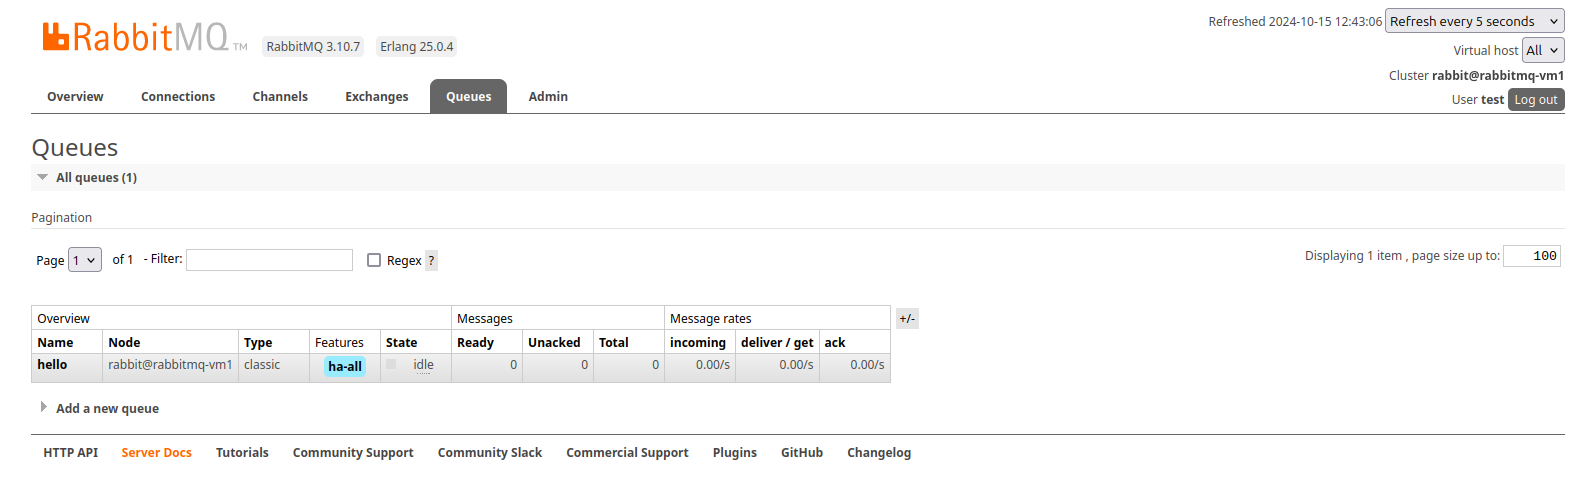 RabbitMQ TM RabbitMQ 3.10.7 Erlang 25.0.4
Refreshed 2024-10-15 12:43:06 Refresh every 5 seconds
Virtual host All
Cluster rabbit@rabbitmq-vm1
User test Log out
Overview Connections Channels Exchanges Queues Admin
Queues
All queues (1)
Pagination
Page 1 of 1 - Filter: Regex ? Displaying 1 item , page size up to: 100
Overview Messages Message rates +/-
Name Node Type Features State Ready Unacked Total incoming deliver / get ack
hello rabbit@rabbitmq-vm1 classic ha-all idle 0 0 0 0.00/s 0.00/s 0.00/s
Add a new queue
HTTP API Server Docs Tutorials Community Support Community Slack Commercial Support Plugins GitHub Changelog